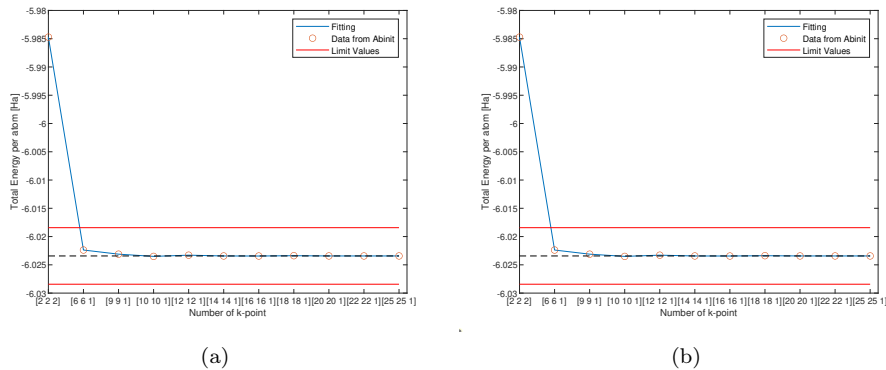 -5.98
-5.985
-5.99
-5.995
-6
-6.005
-6.01
-6.015
-6.02
-6.025
-6.03
Total Energy per atom [Ha]
Fitting
Data from Abinit
Limit Values
[2 2 2] [6 6 1] [9 9 1] [10 10 1][12 12 1][14 14 1][16 16 1][18 18 1][20 20 1][22 22 1][25 25 1]
Number of k-point
(a)
-5.98
-5.985
-5.99
-5.995
-6
-6.005
-6.01
-6.015
-6.02
-6.025
-6.03
Total Energy per atom [Ha]
Fitting
Data from Abinit
Limit Values
[2 2 2] [6 6 1] [9 9 1] [10 10 1][12 12 1][14 14 1][16 16 1][18 18 1][20 20 1][22 22 1][25 25 1]
Number of k-point
(b)